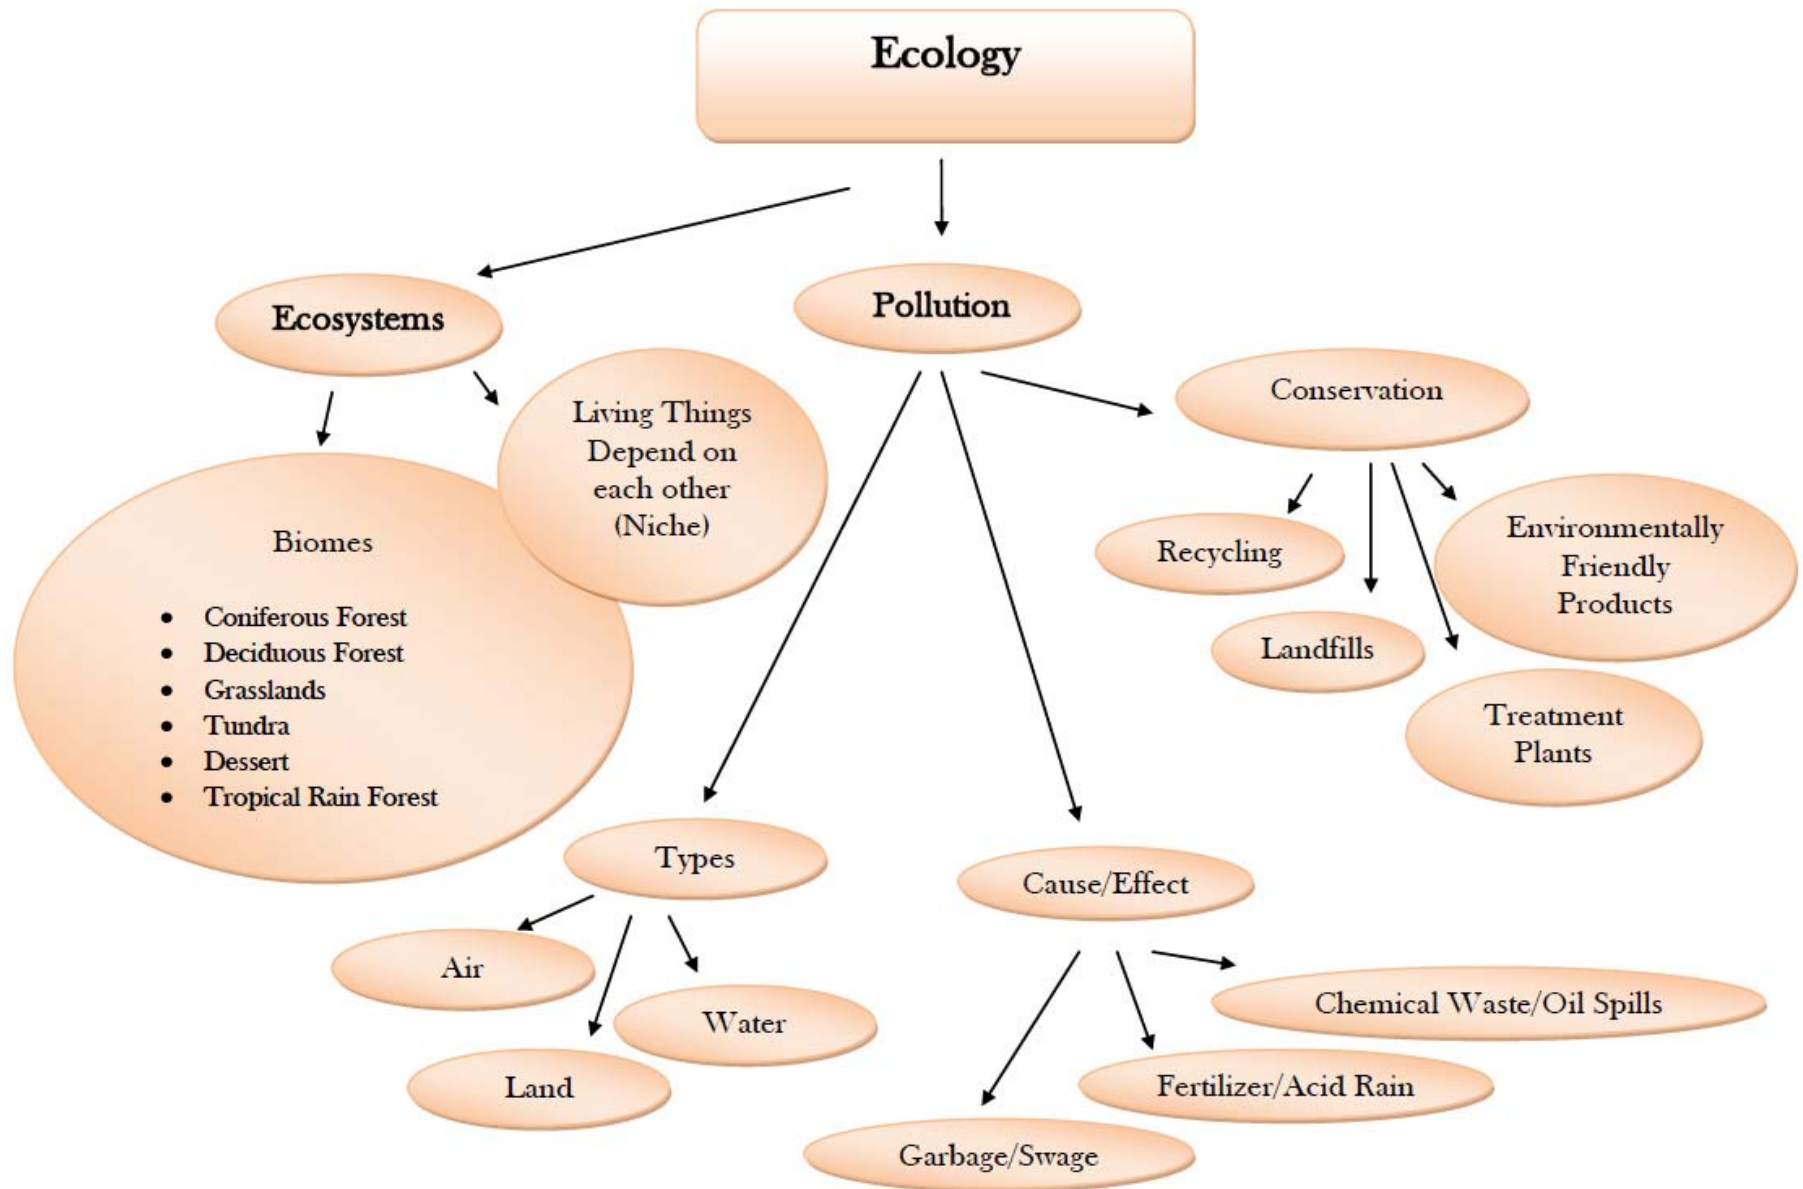 Ecology
Ecosystems
Pollution
Living Things
Depend on
each other
(Niche)
Conservation
Biomes
• Coniferous Forest
• Deciduous Forest
• Grasslands
• Tundra
• Dessert
• Tropical Rain Forest
Recycling
Landfills
Environmentally
Friendly
Products
Treatment
Plants
Types
Air
Water
Land
Cause/Effect
Chemical Waste/Oil Spills
Fertilizer/Acid Rain
Garbage/Swage